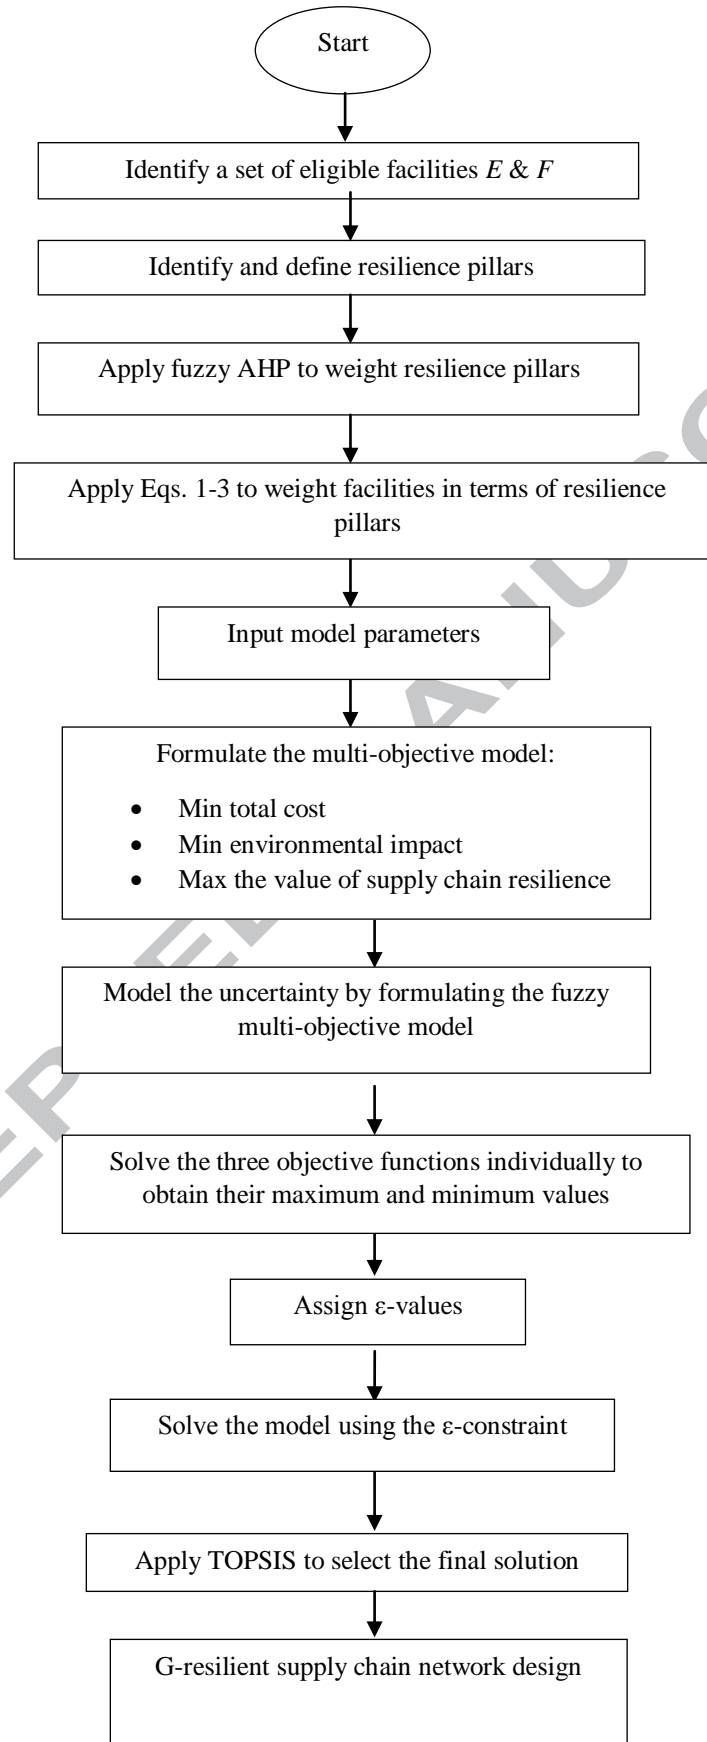 Start
Identify a set of eligible facilities E & F
Identify and define resilience pillars
Apply fuzzy AHP to weight resilience pillars
Apply Eqs. 1-3 to weight facilities in terms of resilience
pillars
Input model parameters
Formulate the multi-objective model:
• Min total cost
• Min environmental impact
• Max the value of supply chain resilience
Model the uncertainty by formulating the fuzzy
multi-objective model
Solve the three objective functions individually to
obtain their maximum and minimum values
Assign ε-values
Solve the model using the ε-constraint
Apply TOPSIS to select the final solution
G-resilient supply chain network design